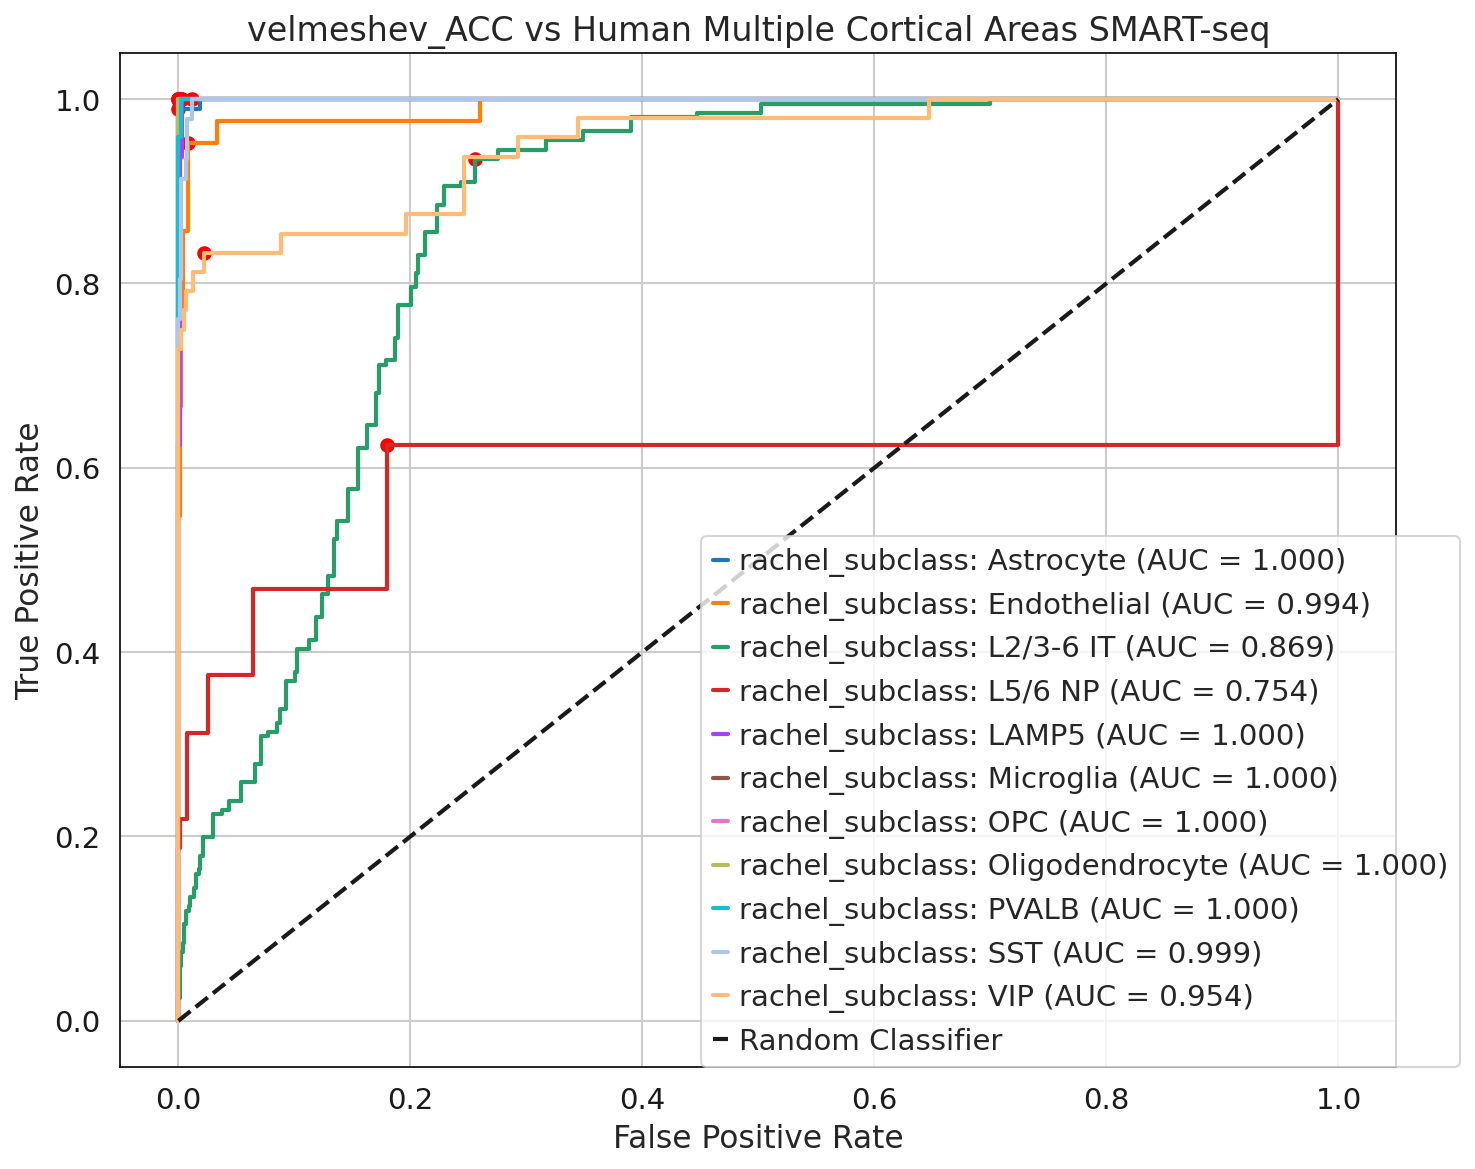 velmeshev_ACC vs Human Multiple Cortical Areas SMART-seq
True Positive Rate
1.0
0.8
0.6
0.4
0.2
0.0
rachel_subclass: Astrocyte (AUC = 1.000)
rachel_subclass: Endothelial (AUC = 0.994)
rachel_subclass: L2/3-6 IT (AUC = 0.869)
rachel_subclass: L5/6 NP (AUC = 0.754)
rachel_subclass: LAMP5 (AUC = 1.000)
rachel_subclass: Microglia (AUC = 1.000)
rachel_subclass: OPC (AUC = 1.000)
rachel_subclass: Oligodendrocyte (AUC = 1.000)
rachel_subclass: PVALB (AUC = 1.000)
rachel_subclass: SST (AUC = 0.999)
rachel_subclass: VIP (AUC = 0.954)
Random Classifier
0.0 0.2 0.4 0.6 0.8 1.0
False Positive Rate